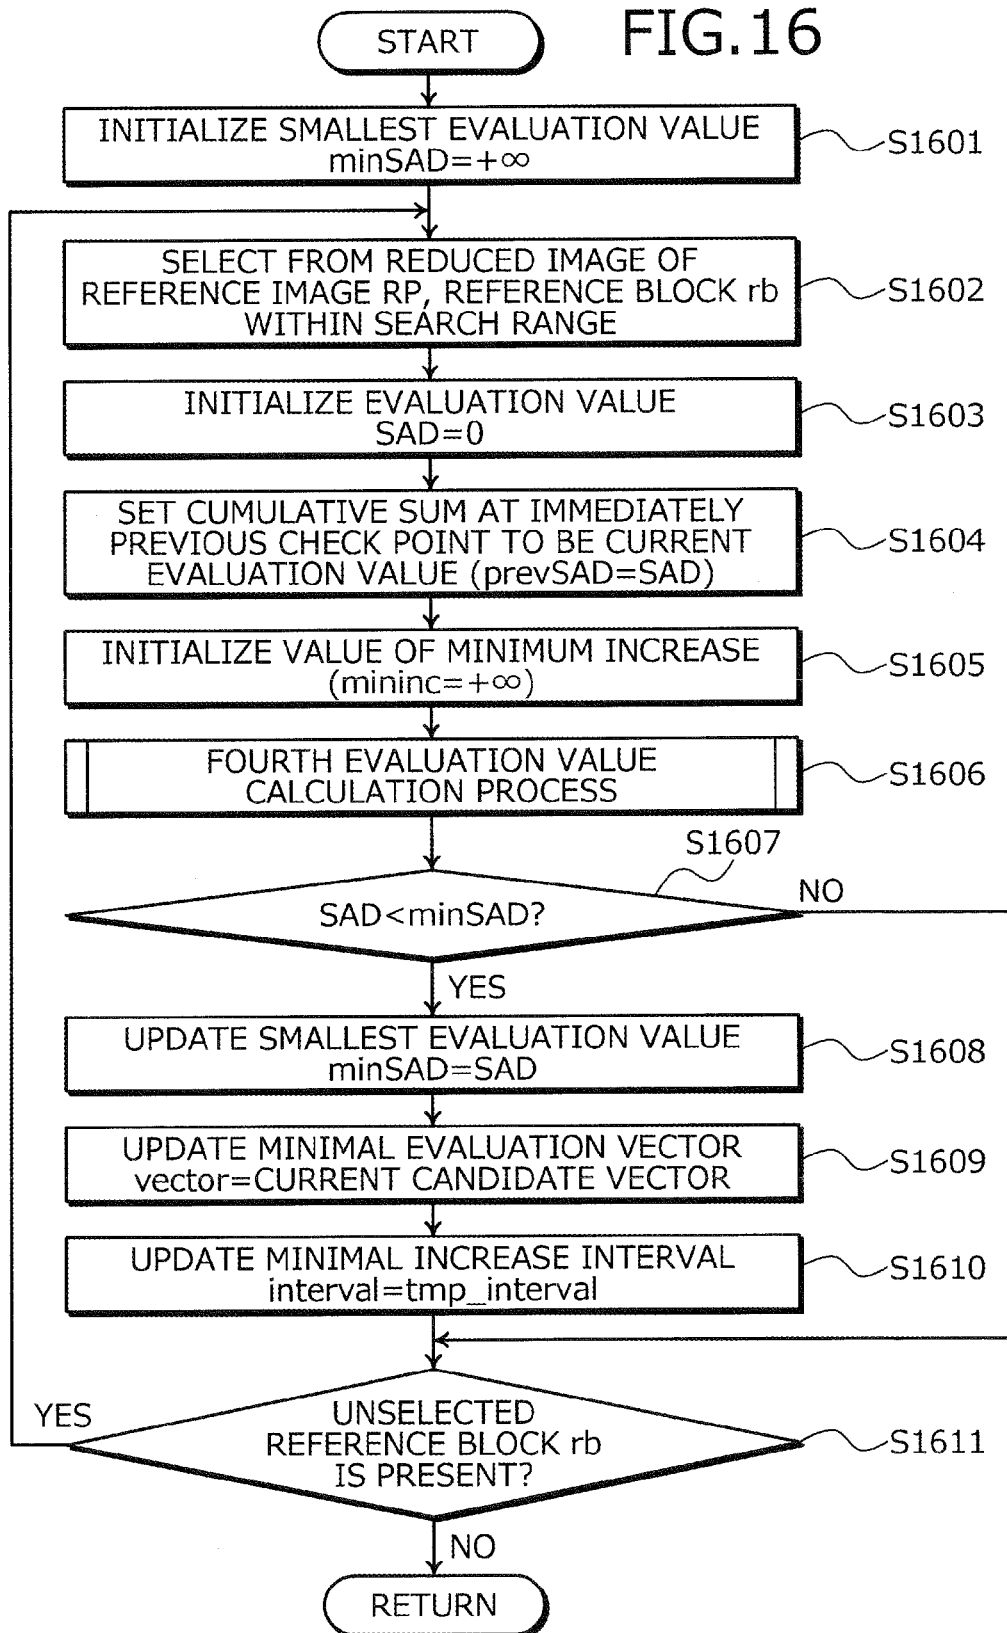 FIG.16
START
INITIALIZE SMALLEST EVALUATION VALUE
minSAD=+∞
S1601
SELECT FROM REDUCED IMAGE OF
REFERENCE IMAGE RP, REFERENCE BLOCK rb
WITHIN SEARCH RANGE
S1602
INITIALIZE EVALUATION VALUE
SAD=0
S1603
SET CUMULATIVE SUM AT IMMEDIATELY
PREVIOUS CHECK POINT TO BE CURRENT
EVALUATION VALUE (prevSAD=SAD)
S1604
INITIALIZE VALUE OF MINIMUM INCREASE
(mininc=+∞)
S1605
FOURTH EVALUATION VALUE
CALCULATION PROCESS
S1606
S1607
SAD<minSAD?
NO
YES
UPDATE SMALLEST EVALUATION VALUE
minSAD=SAD
S1608
UPDATE MINIMAL EVALUATION VECTOR
vector=CURRENT CANDIDATE VECTOR
S1609
UPDATE MINIMAL INCREASE INTERVAL
interval=tmp_interval
S1610
YES
UNSELECTED
REFERENCE BLOCK rb
IS PRESENT?
S1611
NO
RETURN